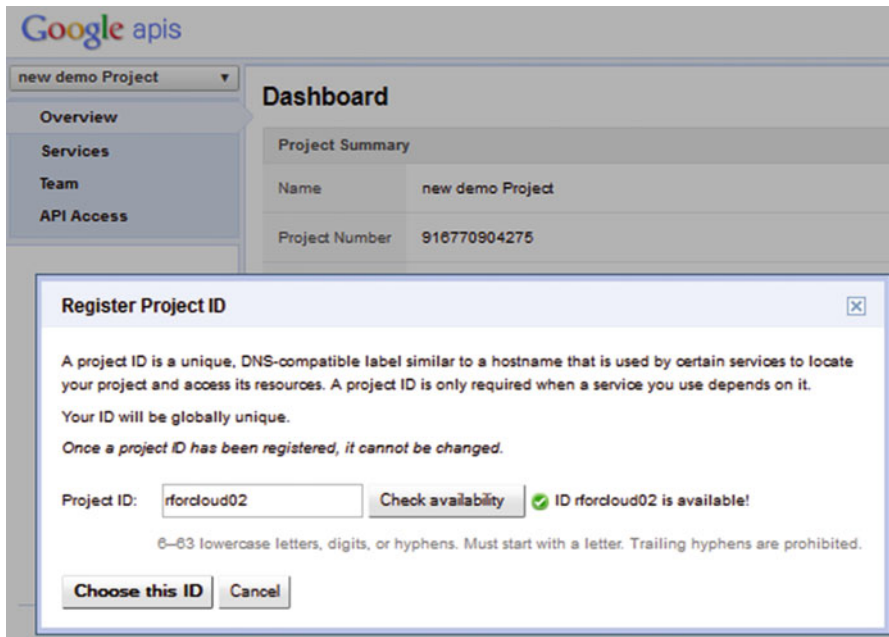 Google apis
new demo Project
Overview
Services
Team
API Access
Dashboard
Project Summary
Name new demo Project
Project Number 916770904275
Register Project ID
A project ID is a unique, DNS-compatible label similar to a hostname that is used by certain services to locate
your project and access its resources. A project ID is only required when a service you use depends on it.
Your ID will be globally unique.
Once a project ID has been registered, it cannot be changed.
Project ID: rforcloud02 Check availability ID rforcloud02 is available!
6–63 lowercase letters, digits, or hyphens. Must start with a letter. Trailing hyphens are prohibited.
Choose this ID Cancel